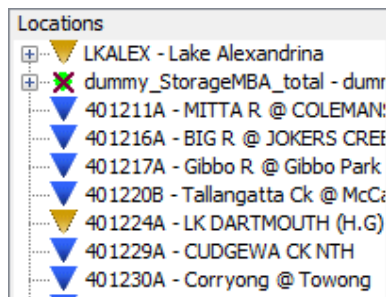 Locations
LKALEX - Lake Alexandrina
dummy_StorageMBA_total - dumm
401211A - MITTA R @ COLEMANS
401216A - BIG R @ JOKERS CREE
401217A - Gibbo R @ Gibbo Park
401220B - Tallangatta Ck @ McCa
401224A - LK DARTMOUTH (H.G)
401229A - CUDGEWA CK NTH
401230A - Corryong @ Towong